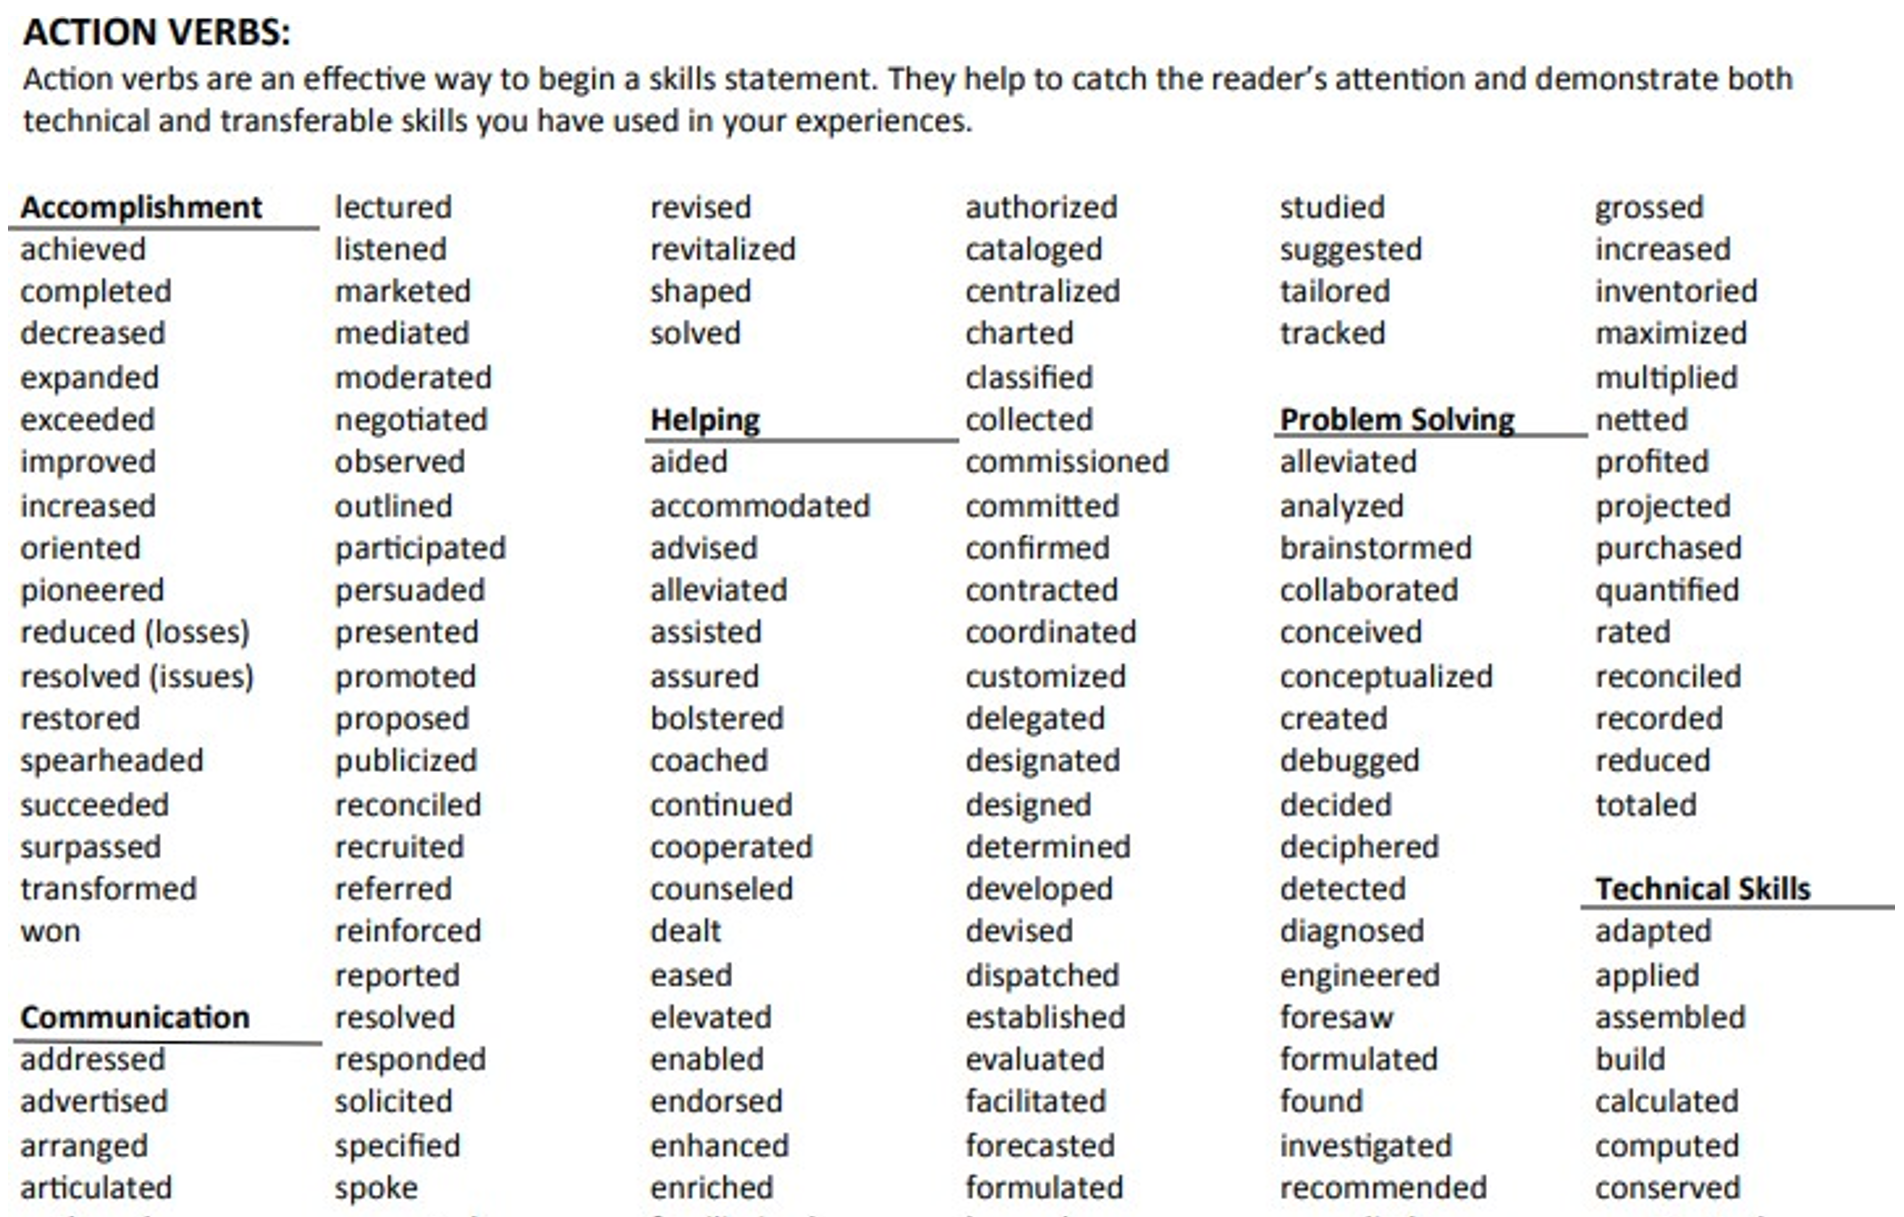 ACTION VERBS:
Action verbs are an effective way to begin a skills statement. They help to catch the reader's attention and demonstrate both
technical and transferable skills you have used in your experiences.
Accomplishment
achieved
completed
decreased
expanded
exceeded
improved
increased
oriented
pioneered
reduced (losses)
resolved (issues)
restored
spearheaded
succeeded
surpassed
transformed
won
Communication
addressed
advertised
arranged
articulated
lectured
listened
marketed
mediated
moderated
negotiated
observed
outlined
participated
persuaded
presented
promoted
proposed
publicized
reconciled
recruited
referred
reinforced
reported
resolved
responded
solicited
specified
spoke
revised
revitalized
shaped
solved
Helping
aided
accommodated
advised
alleviated
assisted
assured
bolstered
coached
continued
cooperated
counseled
dealt
eased
elevated
enabled
endorsed
enhanced
enriched
authorized
cataloged
centralized
charted
classified
collected
commissioned
committed
confirmed
contracted
coordinated
customized
delegated
designated
designed
determined
developed
devised
dispatched
established
evaluated
facilitated
forecasted
formulated
studied
suggested
tailored
tracked
Problem Solving
alleviated
analyzed
brainstormed
collaborated
conceived
conceptualized
created
debugged
decided
deciphered
detected
diagnosed
engineered
foresaw
formulated
found
investigated
recommended
grossed
increased
inventoried
maximized
multiplied
netted
profited
projected
purchased
quantified
rated
reconciled
recorded
reduced
totaled
Technical Skills
adapted
applied
assembled
build
calculated
computed
conserved